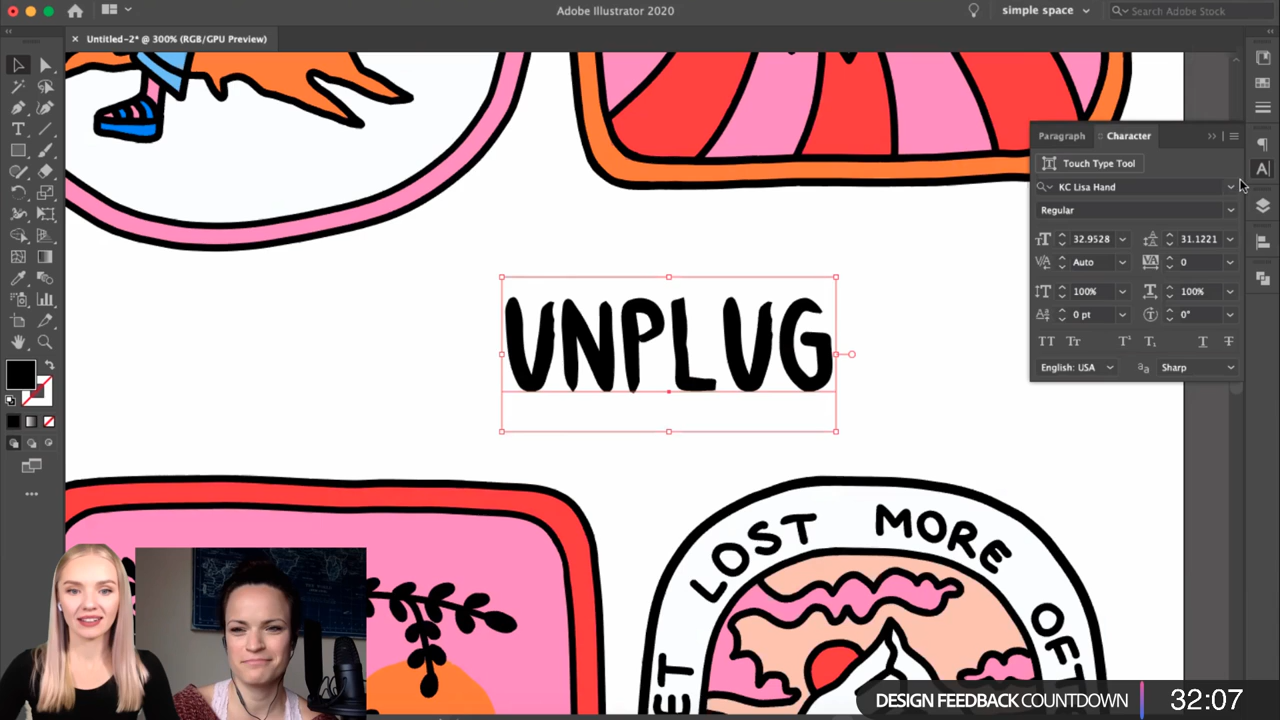 Adobe Illustrator 2020
simple space
Search Adobe Stock
× Untitled-2* @ 300% (RGB/GPU Preview)
Paragraph Character
Touch Type Tool
KC Lisa Hand
Regular
32.9528 31.1221
Auto 0
100% 100%
0 pt 0°
English: USA Sharp
UNPLUG
LOST MORE
DESIGN FEEDBACK COUNTDOWN 32:07